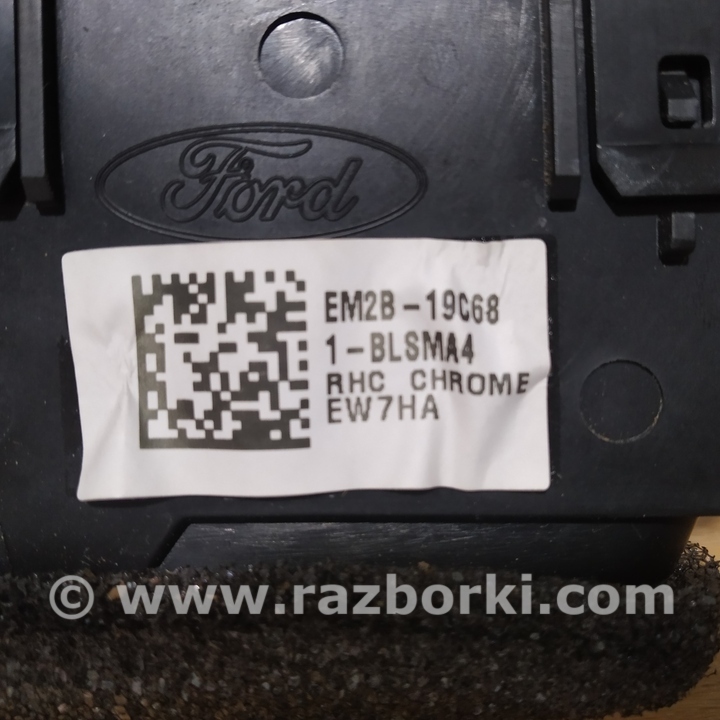 Ford
EM2B-19C68
1-BLSMA4
RHC CHROME
EW7HA
© www.razborki.com